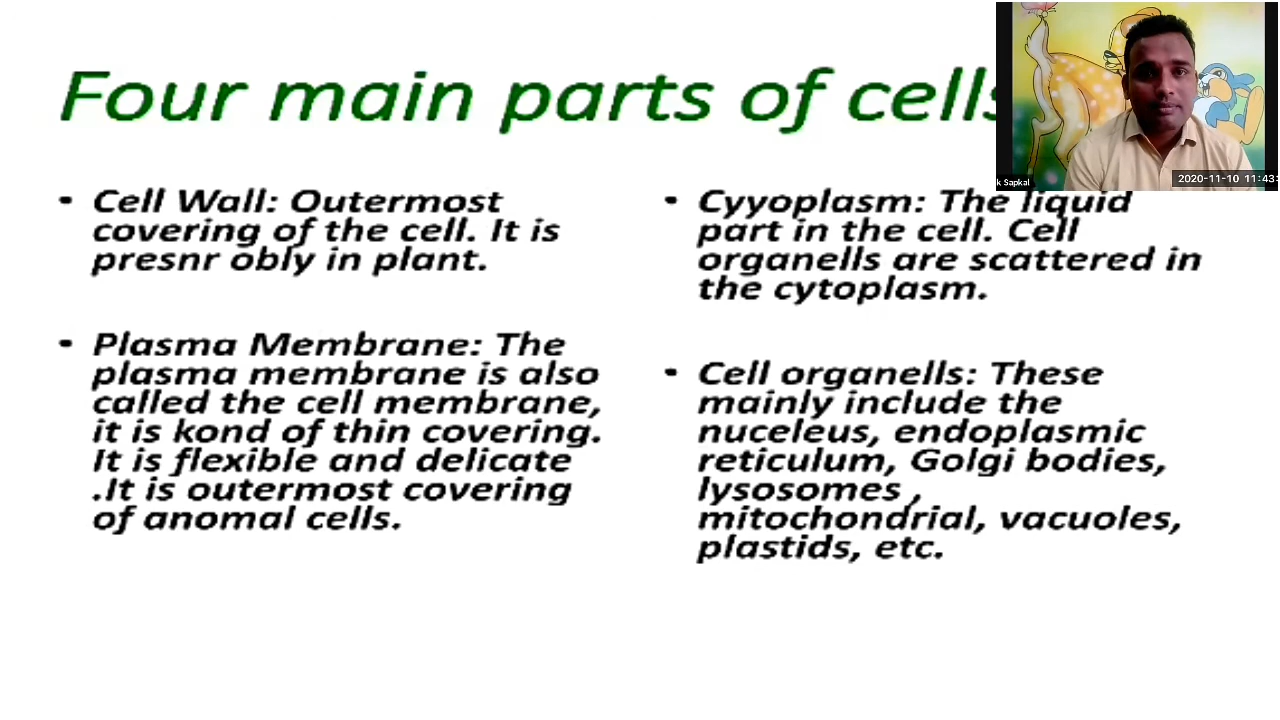 Four main parts of cells
• Cell Wall: Outermost
covering of the cell. It is
presnr obly in plant.
• Plasma Membrane: The
plasma membrane is also
called the cell membrane,
it is kond of thin covering.
It is flexible and delicate
.It is outermost covering
of anomal cells.
• Cyyoplasm: The liquid
part in the cell. Cell
organells are scattered in
the cytoplasm.
• Cell organells: These
mainly include the
nuceleus, endoplasmic
reticulum, Golgi bodies,
lysosomes ,
mitochondrial, vacuoles,
plastids, etc.
k Sapkal
2020-11-10 11:43: